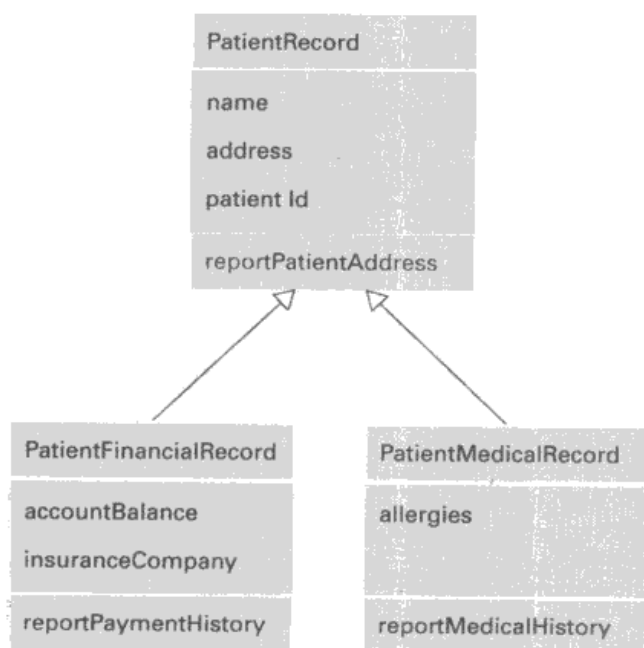 PatientRecord
name
address
patient Id
reportPatientAddress
PatientFinancialRecord
accountBalance
insuranceCompany
reportPaymentHistory
PatientMedicalRecord
allergies
reportMedicalHistory